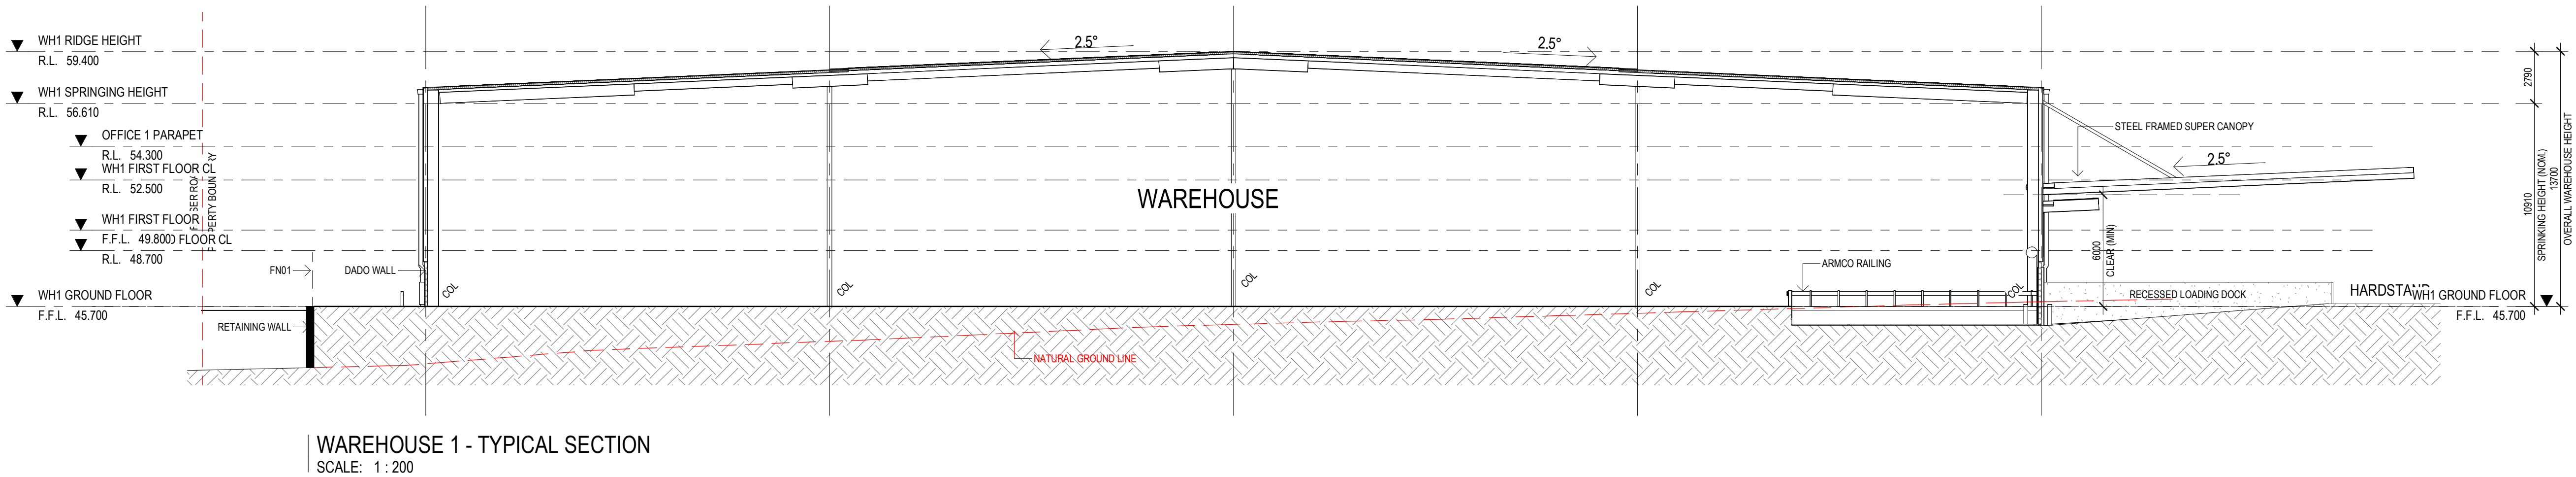 WH1 RIDGE HEIGHT
R.L. 59.400
WH1 SPRINGING HEIGHT
R.L. 56.610
OFFICE 1 PARAPET
R.L. 54.300
WH1 FIRST FLOOR CL
R.L. 52.500
WH1 FIRST FLOOR
F.F.L. 49.800
FLOOR CL
R.L. 48.700
WH1 GROUND FLOOR
F.F.L. 45.700
FN01
DADO WALL
RETAINING WALL
COL
COL
COL
COL
COL
2.5°
2.5°
2.5°
WAREHOUSE
NATURAL GROUND LINE
ARMCO RAILING
STEEL FRAMED SUPER CANOPY
6000
CLEAR (MIN)
RECESSED LOADING DOCK
HARDSTAND
WH1 GROUND FLOOR
F.F.L. 45.700
2790
10910
SPRINKING HEIGHT (NOM.)
13700
OVERALL WAREHOUSE HEIGHT
WAREHOUSE 1 - TYPICAL SECTION
SCALE: 1 : 200